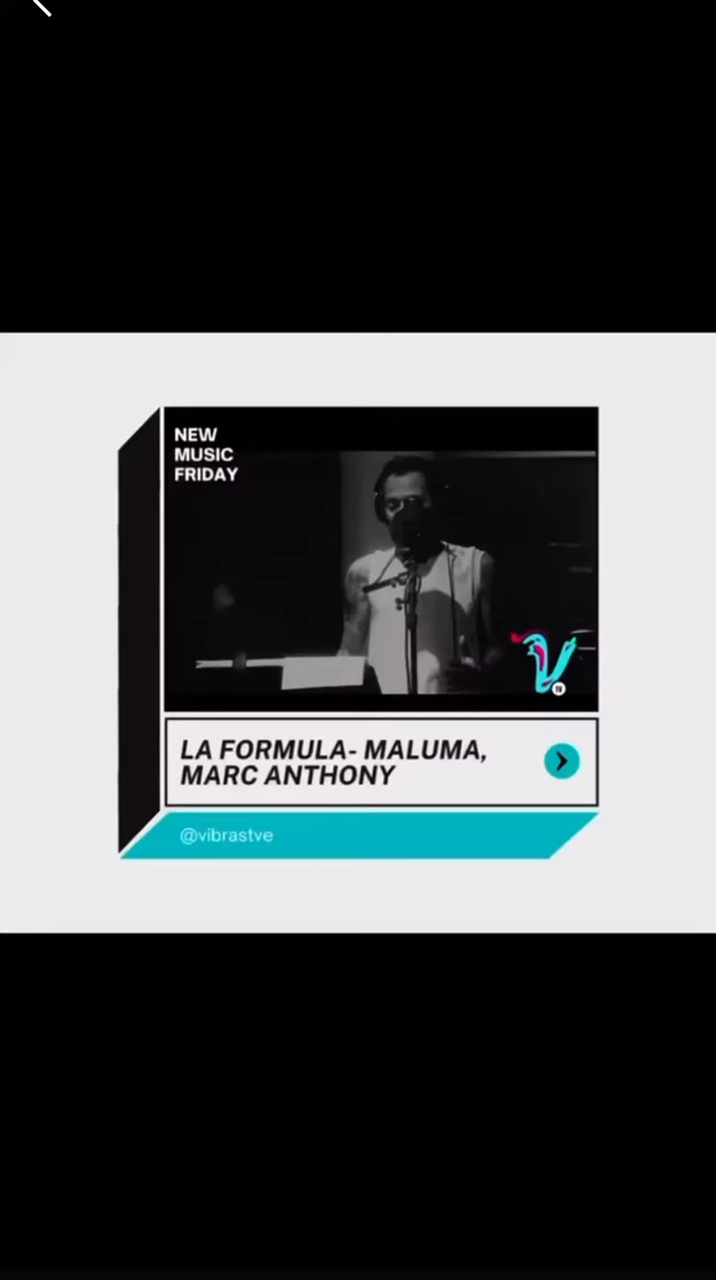 NEW
MUSIC
FRIDAY
LA FORMULA- MALUMA,
MARC ANTHONY
@vibrastve